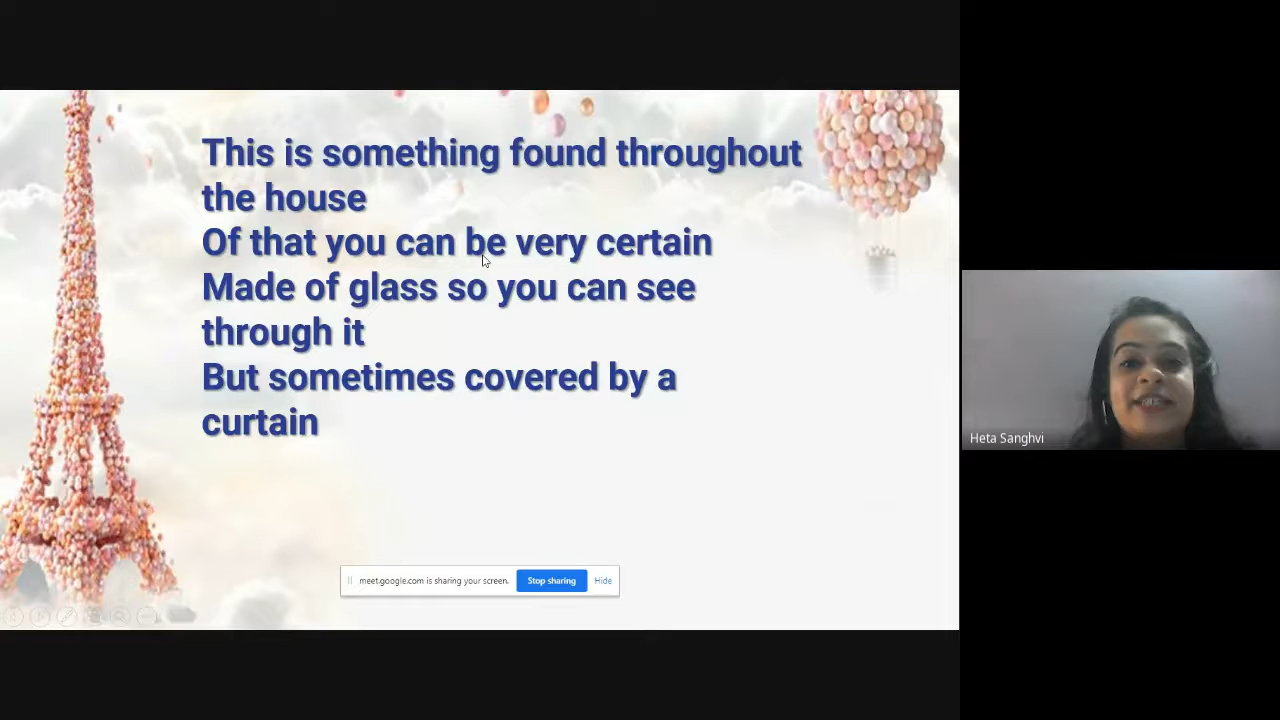 This is something found throughout
the house
Of that you can be very certain
Made of glass so you can see
through it
But sometimes covered by a
curtain
meet.google.com is sharing your screen. Stop sharing Hide
Heta Sanghvi